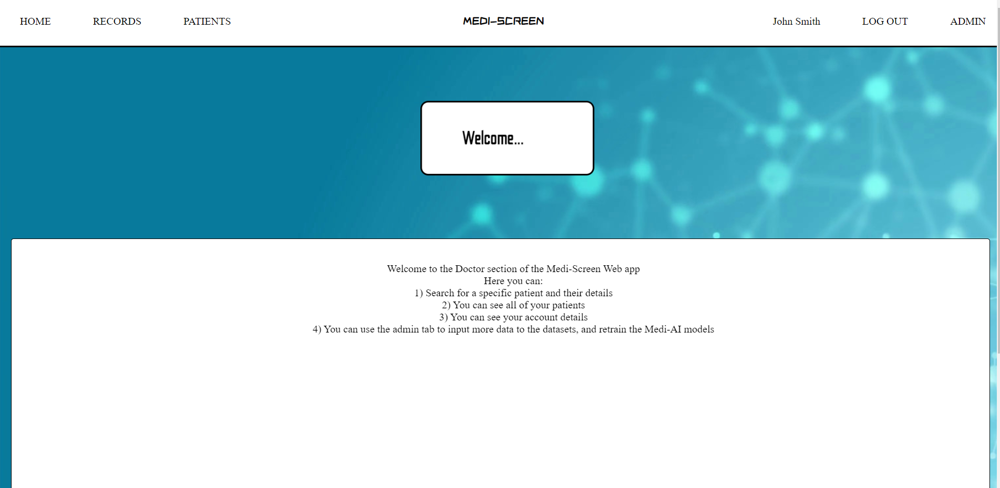 HOME RECORDS PATIENTS MEDI-SCREEN John Smith LOG OUT ADMIN
Welcome...
Welcome to the Doctor section of the Medi-Screen Web app
Here you can:
1) Search for a specific patient and their details
2) You can see all of your patients
3) You can see your account details
4) You can use the admin tab to input more data to the datasets, and retrain the Medi-AI models